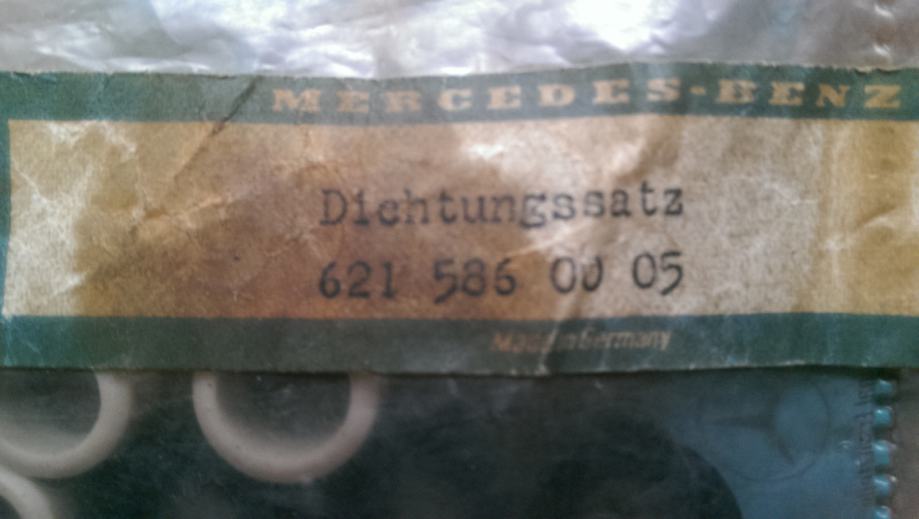 MERCEDES-BENZ
Dichtungssatz
621 586 00 05
Made in Germany